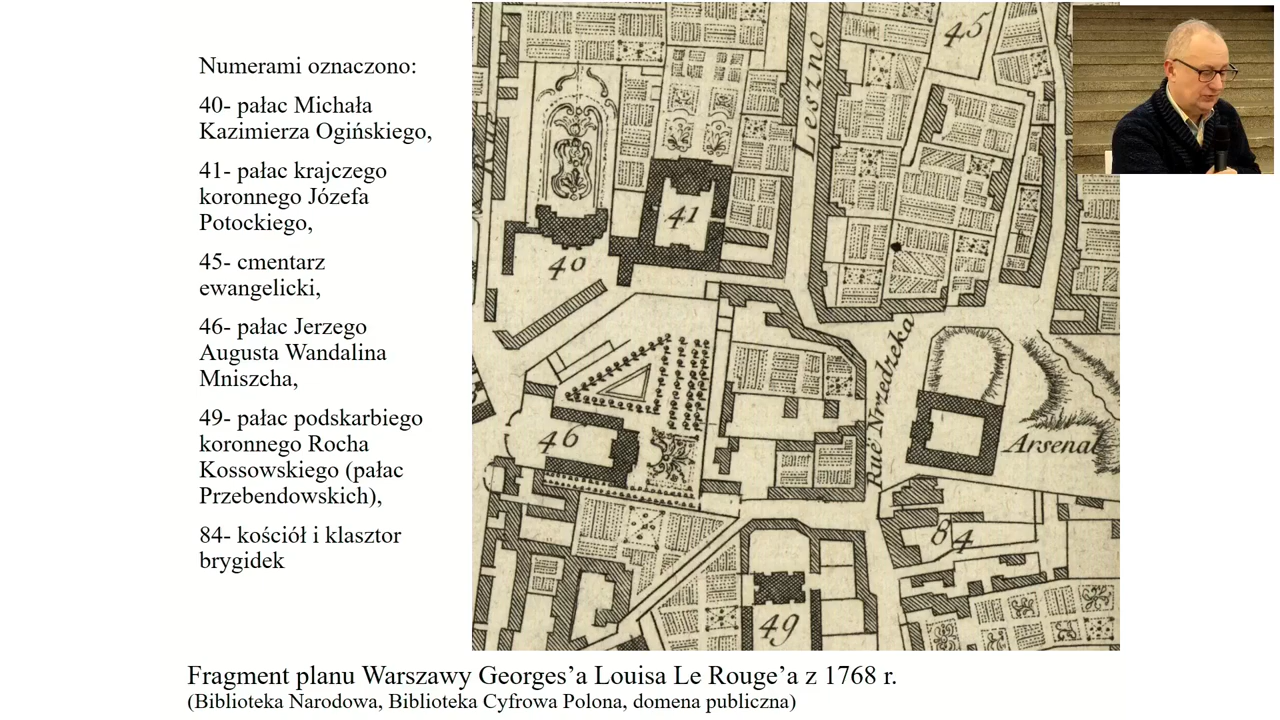 Numerami oznaczono:
40- pałac Michała
Kazimierza Ogińskiego,
41- pałac krajczego
koronnego Józefa
Potockiego,
45- cmentarz
ewangelicki,
46- pałac Jerzego
Augusta Wandalina
Mniszcha,
49- pałac podskarbiego
koronnego Rocha
Kossowskiego (pałac
Przebendowskich),
84- kościół i klasztor
brygidek
45
Leszno
41
40
Rue Nrzedzeka
46
Arsenal
84
49
Fragment planu Warszawy Georges’a Louisa Le Rouge’a z 1768 r.
(Biblioteka Narodowa, Biblioteka Cyfrowa Polona, domena publiczna)